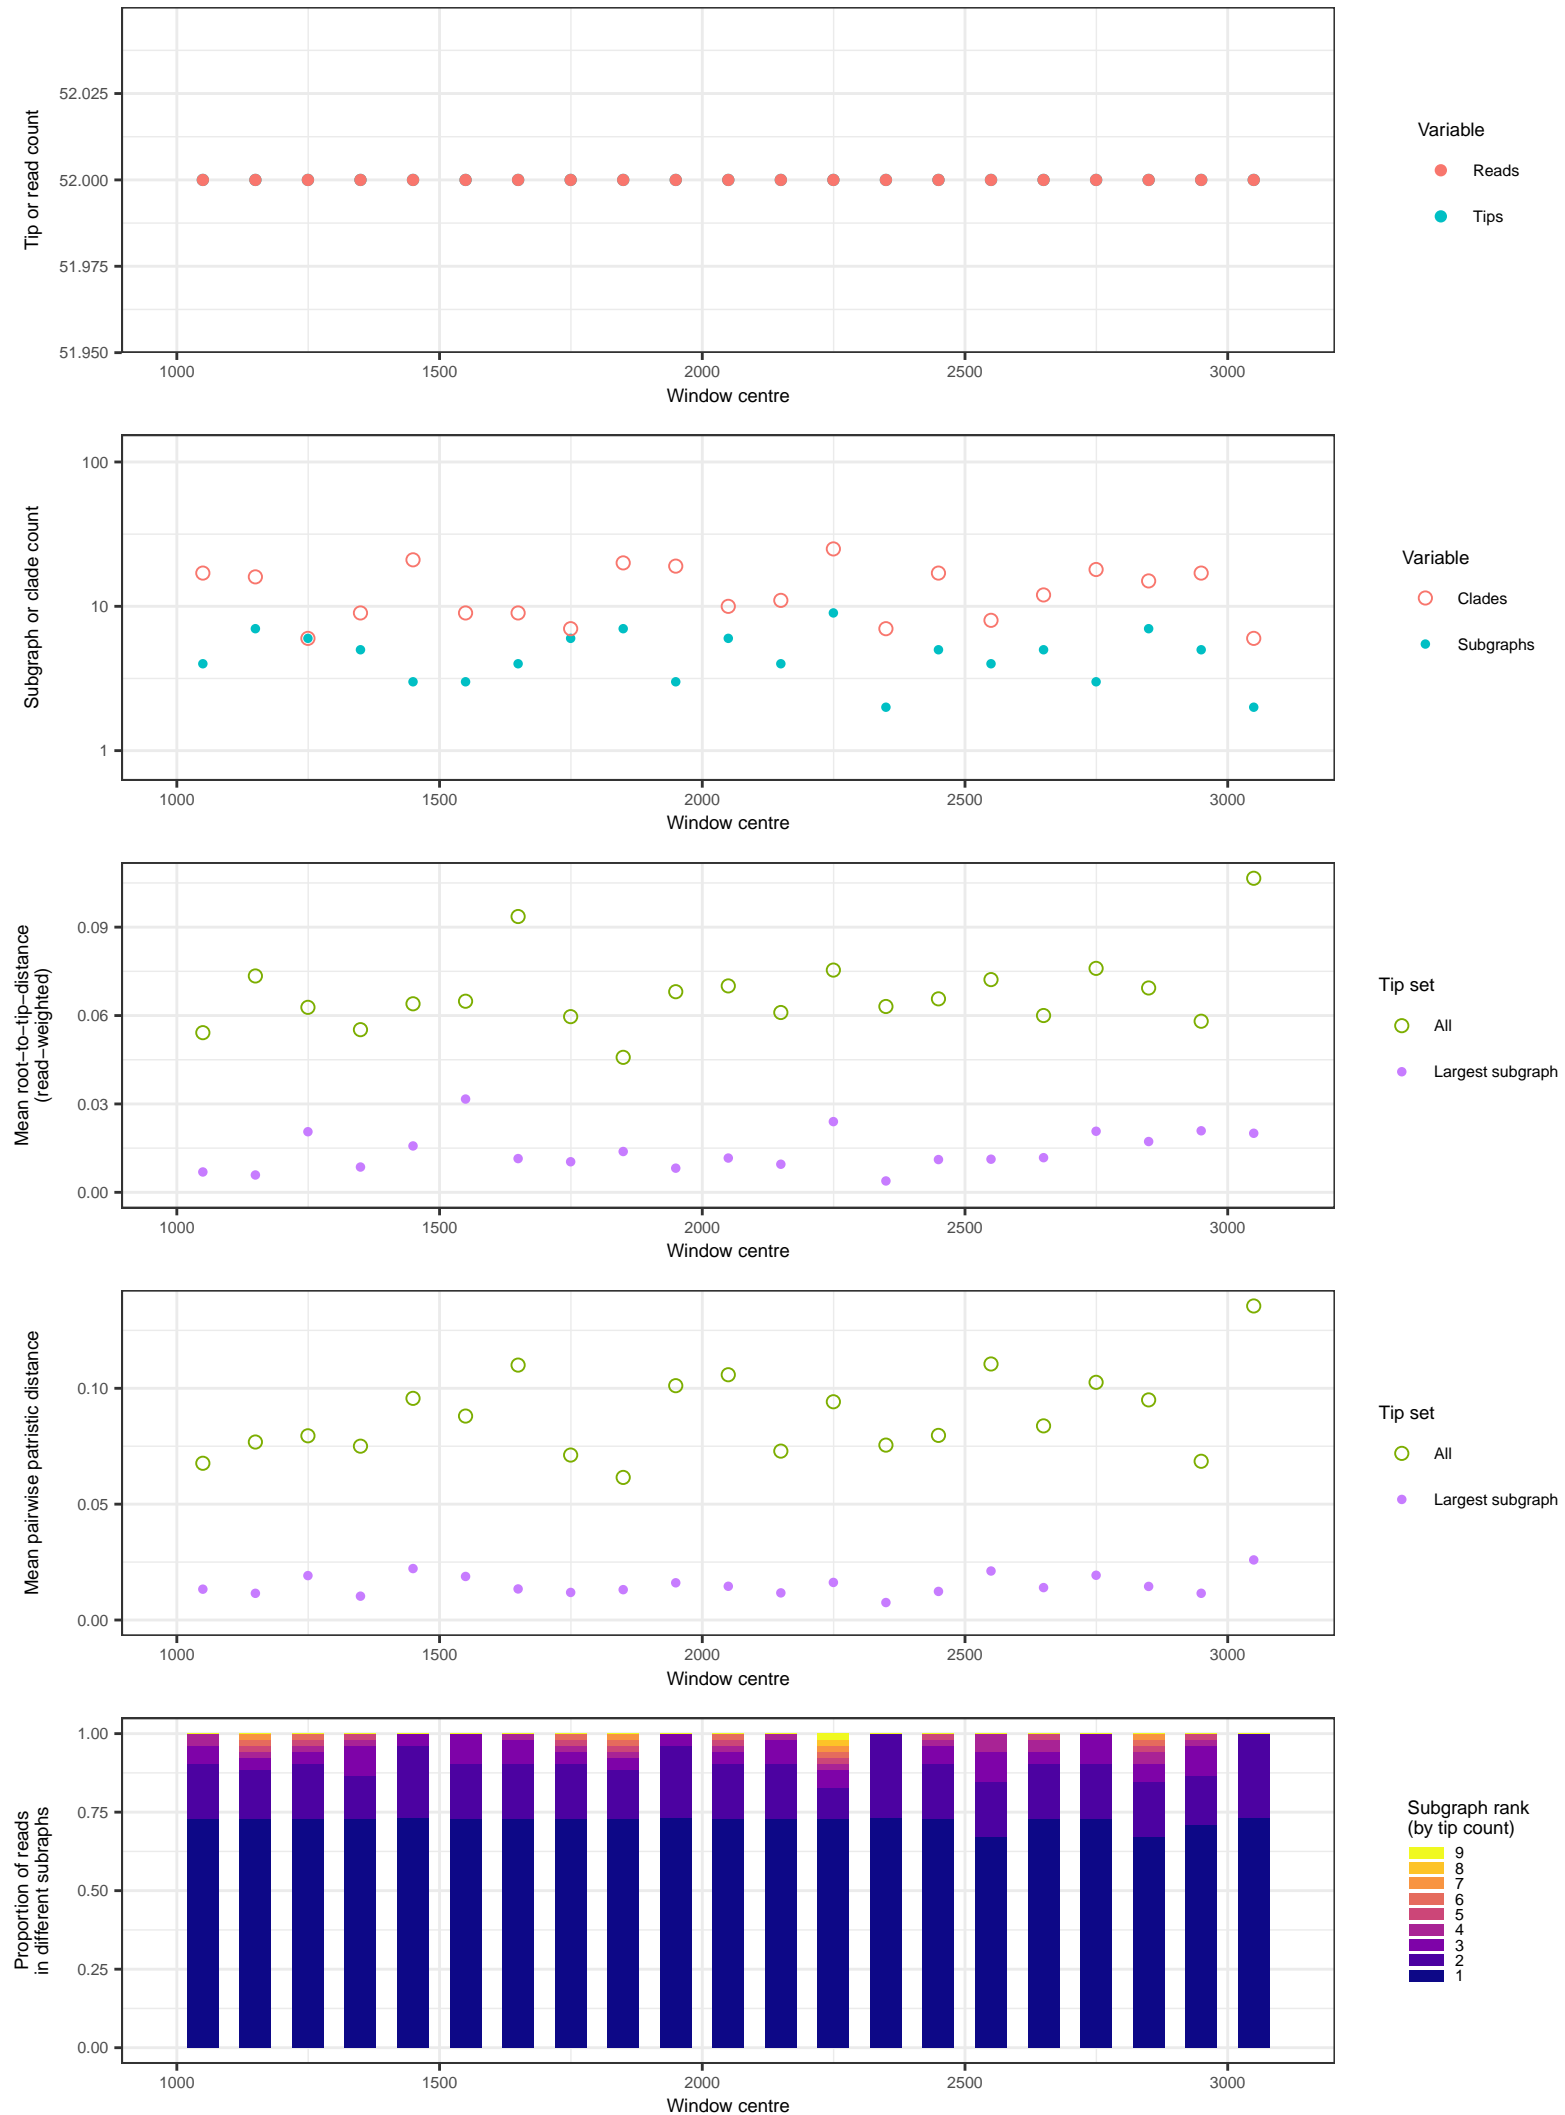 Tip or read count
52.025
52.000
51.975
51.950
1000 1500 2000 2500 3000
Window centre
Variable
Reads
Tips
Subgraph or clade count
100
10
1
1000 1500 2000 2500 3000
Window centre
Variable
Clades
Subgraphs
Mean root−to−tip−distance
(read−weighted)
0.09
0.06
0.03
0.00
1000 1500 2000 2500 3000
Window centre
Tip set
All
Largest subgraph
Mean pairwise patristic distance
0.10
0.05
0.00
1000 1500 2000 2500 3000
Window centre
Tip set
All
Largest subgraph
Proportion of reads
in different subraphs
1.00
0.75
0.50
0.25
0.00
1000 1500 2000 2500 3000
Window centre
Subgraph rank
(by tip count)
9
8
7
6
5
4
3
2
1